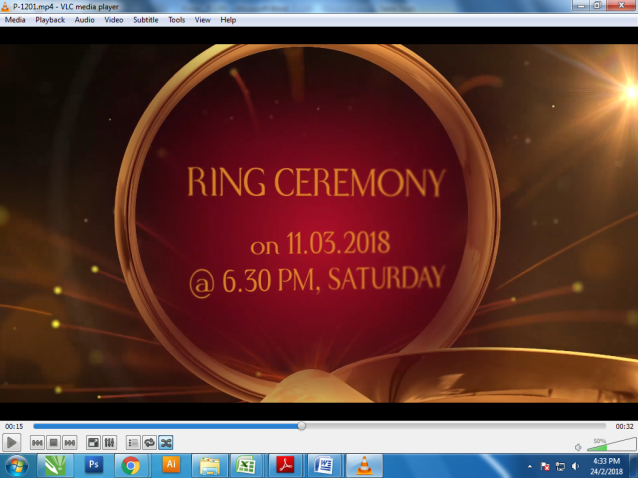 P-1201.mp4 - VLC media player
Media Playback Audio Video Subtitle Tools View Help
RING CEREMONY
on 11.03.2018
@ 6.30 PM, SATURDAY
00:15
00:32
50%
Ps
Ai
4:33 PM
24/2/2018